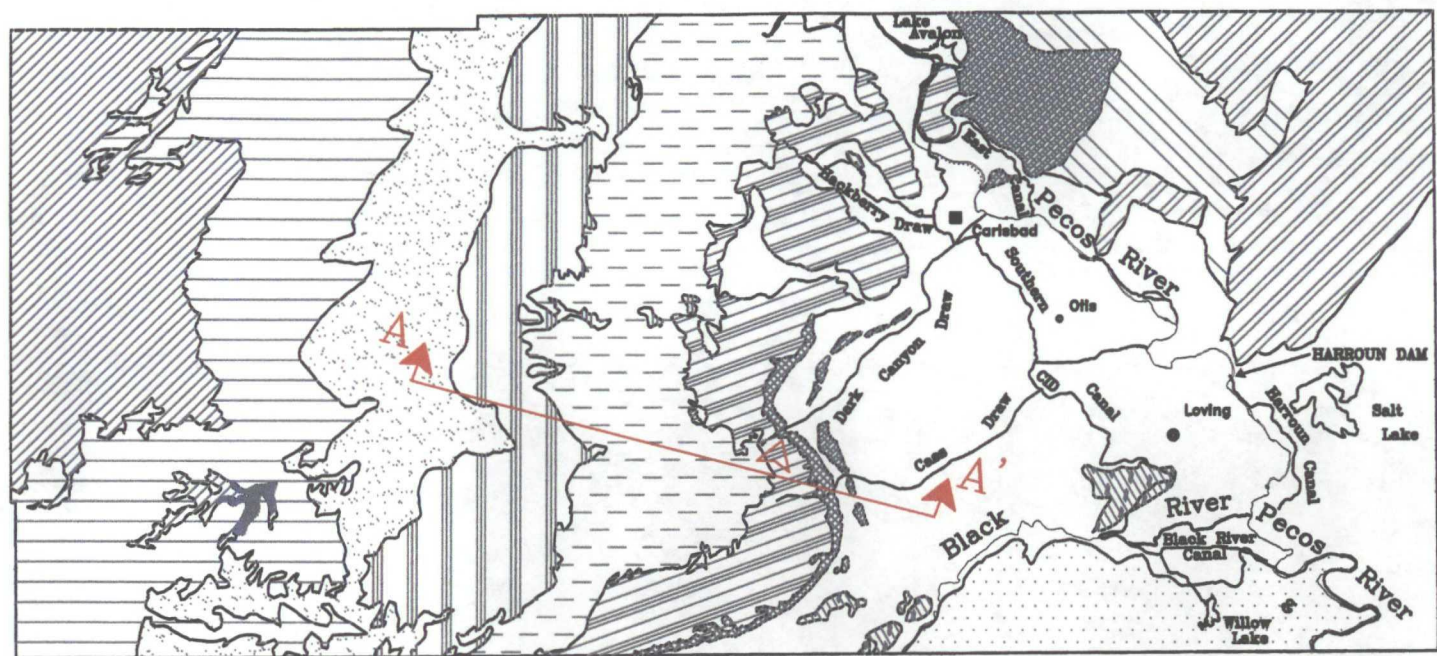 Lake
Avalon
East
Canal
Pecos
River
Hackberry Draw
Carlsbad
Southern
Otis
A
Dark
Canyon
Draw
HARROUN DAM
CID
Canal
Loving
Harroun
Canal
Salt
Lake
Cass
Draw
A'
Black
River
Pecos
River
Black River
Canal
Willow
Lake